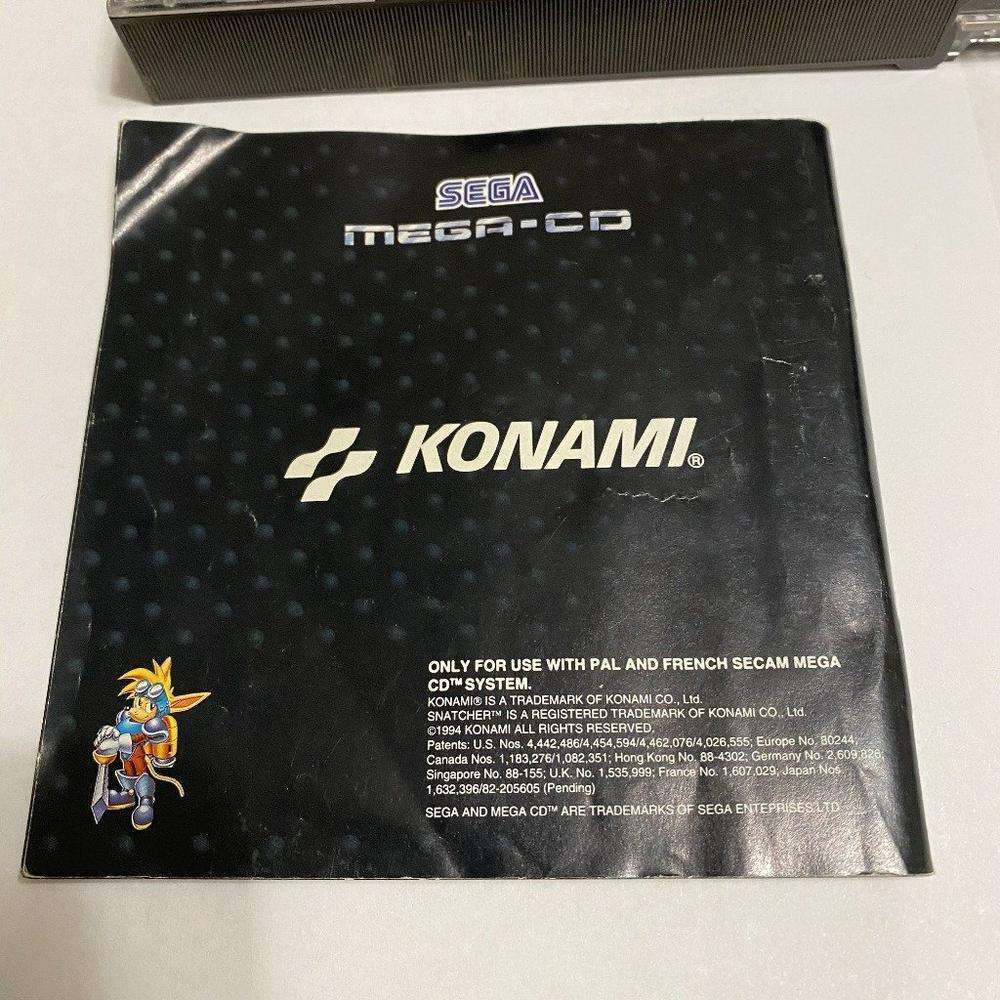 SEGA
MEGA-CD
KONAMI®
ONLY FOR USE WITH PAL AND FRENCH SECAM MEGA
CD™ SYSTEM.
KONAMI® IS A TRADEMARK OF KONAMI CO., Ltd.
SNATCHER™ IS A REGISTERED TRADEMARK OF KONAMI CO., Ltd.
©1994 KONAMI ALL RIGHTS RESERVED.
Patents: U.S. Nos. 4,442,486/4,454,594/4,462,076/4,026,555; Europe No. 80244,
Canada Nos. 1,183,276/1,082,351; Hong Kong No. 88-4302; Germany No. 2,609,826
Singapore No. 88-155; U.K. No. 1,535,999; France No. 1,607,029; Japan Nos
1,632,396/82-205605 (Pending)
SEGA AND MEGA CD™ ARE TRADEMARKS OF SEGA ENTEPRISES LTD